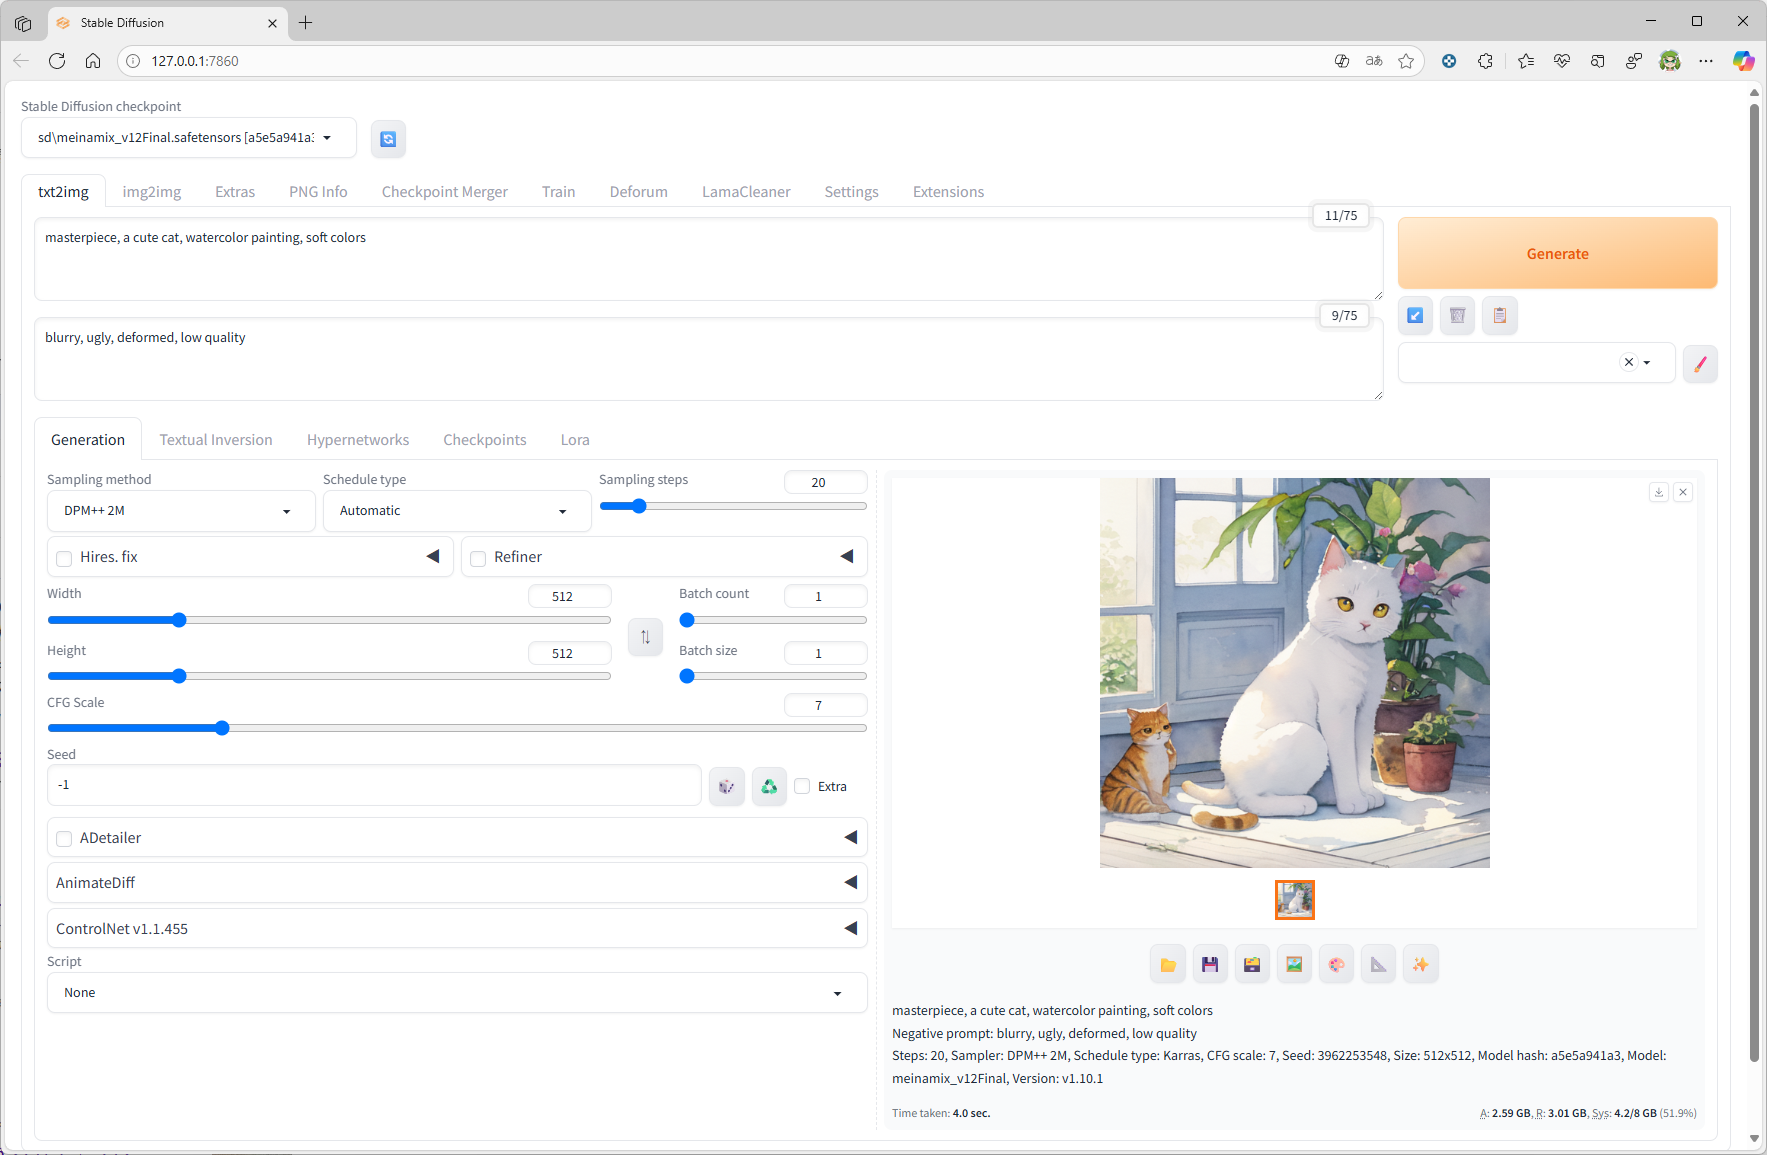 Stable Diffusion
127.0.0.1:7860
Stable Diffusion checkpoint
sd\meinamix_v12Final.safetensors [a5e5a941a3
txt2img img2img Extras PNG Info Checkpoint Merger Train Deforum LamaCleaner Settings Extensions
11/75
masterpiece, a cute cat, watercolor painting, soft colors
Generate
9/75
blurry, ugly, deformed, low quality
Generation Textual Inversion Hypernetworks Checkpoints Lora
Sampling method Schedule type Sampling steps 20
DPM++ 2M Automatic
Hires. fix Refiner
Width 512 Batch count 1
Height 512 Batch size 1
CFG Scale 7
Seed
-1 Extra
ADetailer
AnimateDiff
ControlNet v1.1.455
Script
None
masterpiece, a cute cat, watercolor painting, soft colors
Negative prompt: blurry, ugly, deformed, low quality
Steps: 20, Sampler: DPM++ 2M, Schedule type: Karras, CFG scale: 7, Seed: 3962253548, Size: 512x512, Model hash: a5e5a941a3, Model:
meinamix_v12Final, Version: v1.10.1
Time taken: 4.0 sec. A: 2.59 GB, R: 3.01 GB, Sys: 4.2/8 GB (51.9%)